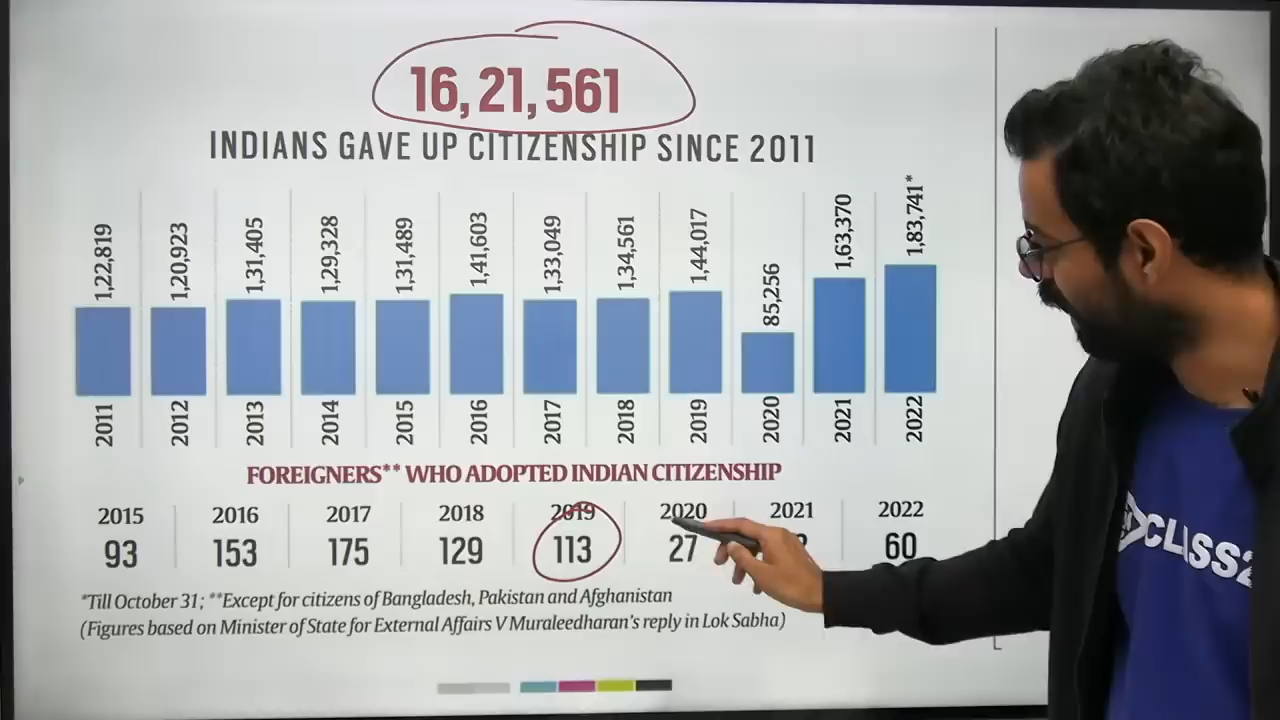 16, 21, 561
INDIANS GAVE UP CITIZENSHIP SINCE 2011
1,22,819 1,20,923 1,31,405 1,29,328 1,31,489 1,41,603 1,33,049 1,34,561 1,44,017 85,256 1,63,370 1,83,741*
2011 2012 2013 2014 2015 2016 2017 2018 2019 2020 2021 2022
FOREIGNERS** WHO ADOPTED INDIAN CITIZENSHIP
2015 2016 2017 2018 2019 2020 2021 2022
93 153 175 129 113 27 60
*Till October 31; **Except for citizens of Bangladesh, Pakistan and Afghanistan
(Figures based on Minister of State for External Affairs V Muraleedharan's reply in Lok Sabha)
CLASS2